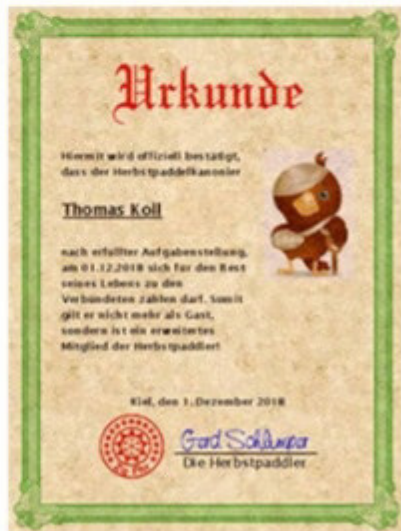 Urkunde
Hiermit wird offiziell bestätigt,
dass der Herbstpaddelkanonier
Thomas Koll
nach erfüllter Aufgabenstellung,
am 01.12.2018 sich für den Rest
seines Lebens zu den
Verbündeten zählen darf. Somit
gilt er nicht mehr als Gast,
sondern ist ein erweitertes
Mitglied der Herbstpaddler!
Kiel, den 1. Dezember 2018
Die Herbstpaddler